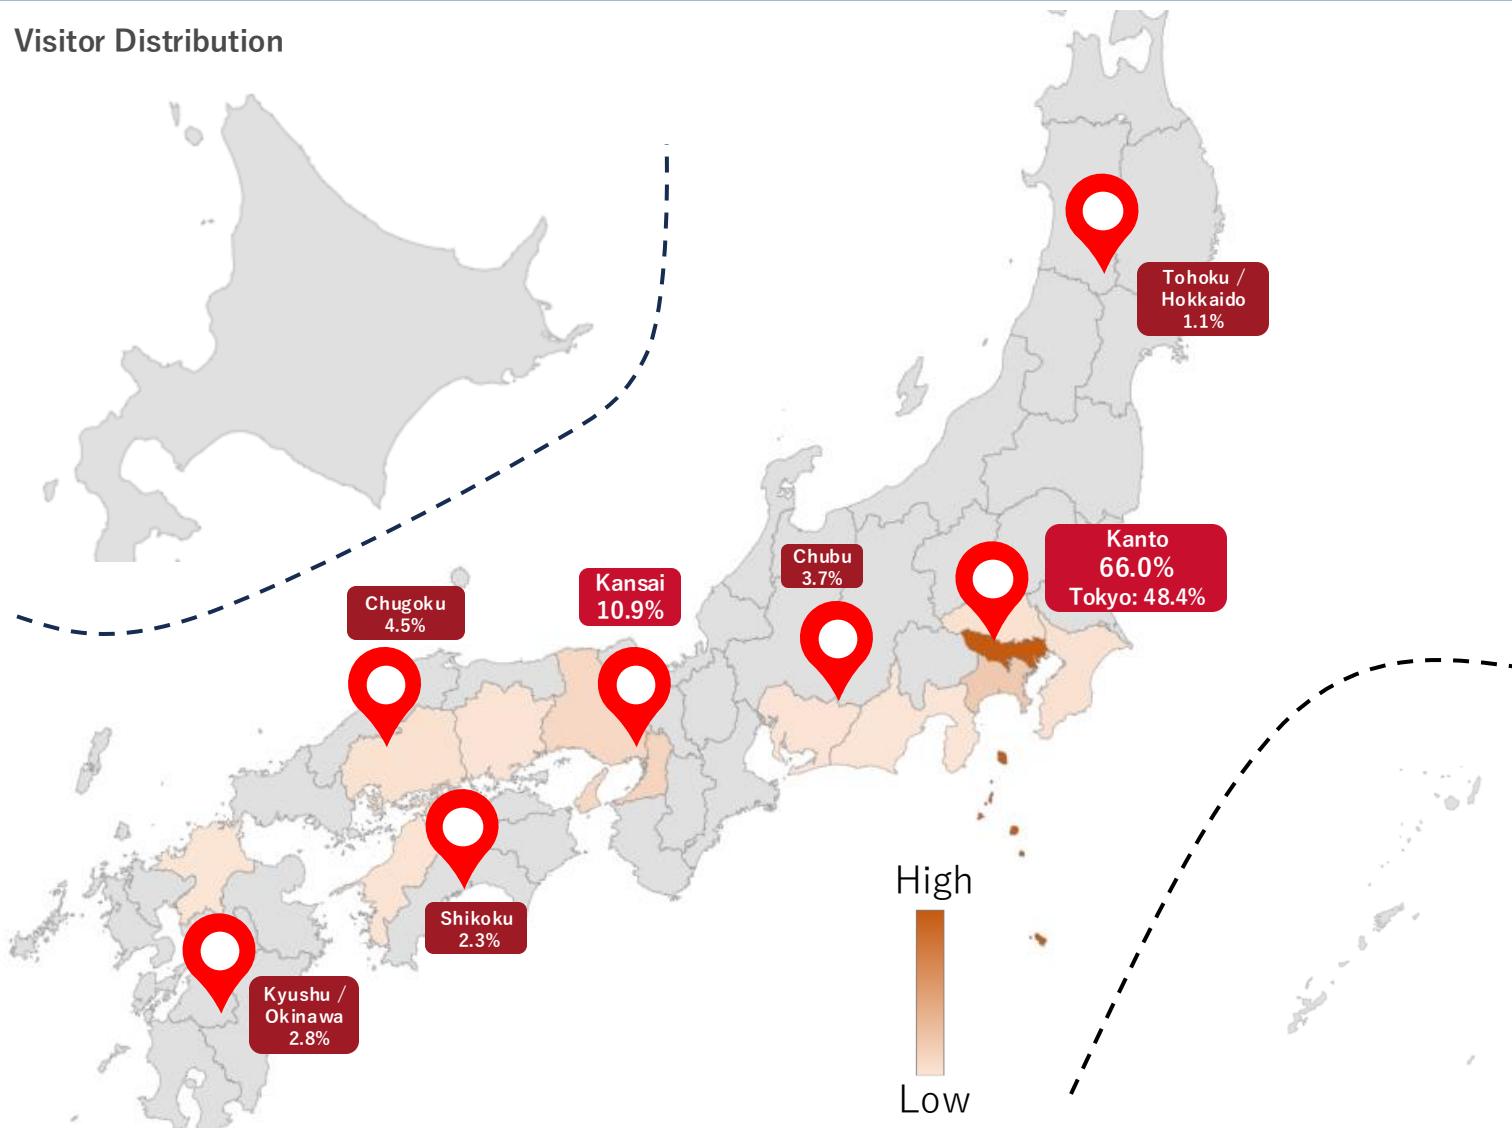 Visitor Distribution
Tohoku /
Hokkaido
1.1%
Kanto
66.0%
Tokyo: 48.4%
Chubu
3.7%
Kansai
10.9%
Chugoku
4.5%
Shikoku
2.3%
Kyushu /
Okinawa
2.8%
High
Low